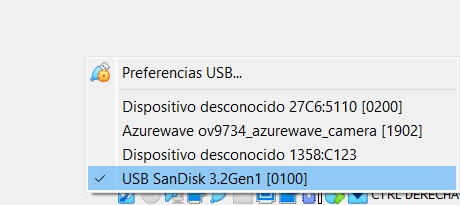 Preferencias USB...
Dispositivo desconocido 27C6:5110 [0200]
Azurewave ov9734_azurewave_camera [1902]
Dispositivo desconocido 1358:C123
USB SanDisk 3.2Gen1 [0100]
CTRL DERECHA